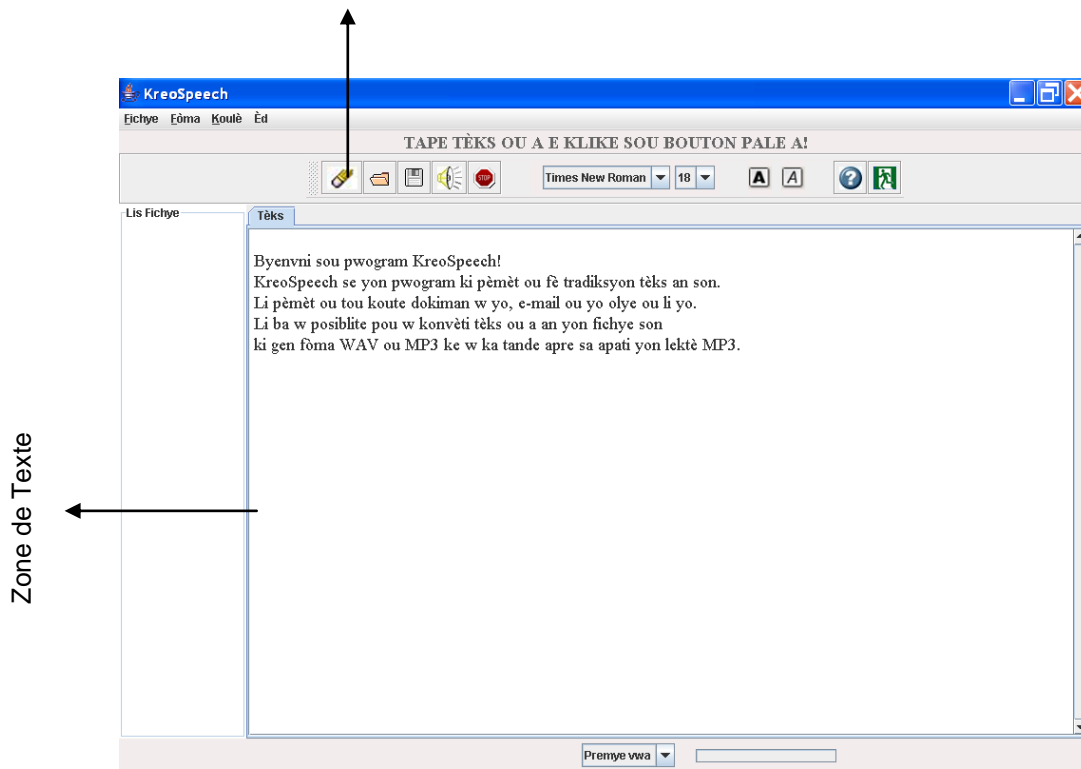 KreoSpeech
Fichye Fòma Koulè Èd
TAPE TÈKS OU A E KLIKE SOU BOUTON PALE A!
STOP Times New Roman 18 A A ?
Lis Fichye
Tèks
Byenvni sou pwogram KreoSpeech!
KreoSpeech se yon pwogram ki pèmèt ou fè tradiksyon tèks an son.
Li pèmèt ou tou koute dokiman w yo, e-mail ou yo olye ou li yo.
Li ba w posiblite pou w konvèti tèks ou a an yon fichye son
ki gen fòma WAV ou MP3 ke w ka tande apre sa apati yon lektè MP3.
Zone de Texte
Premye vwa